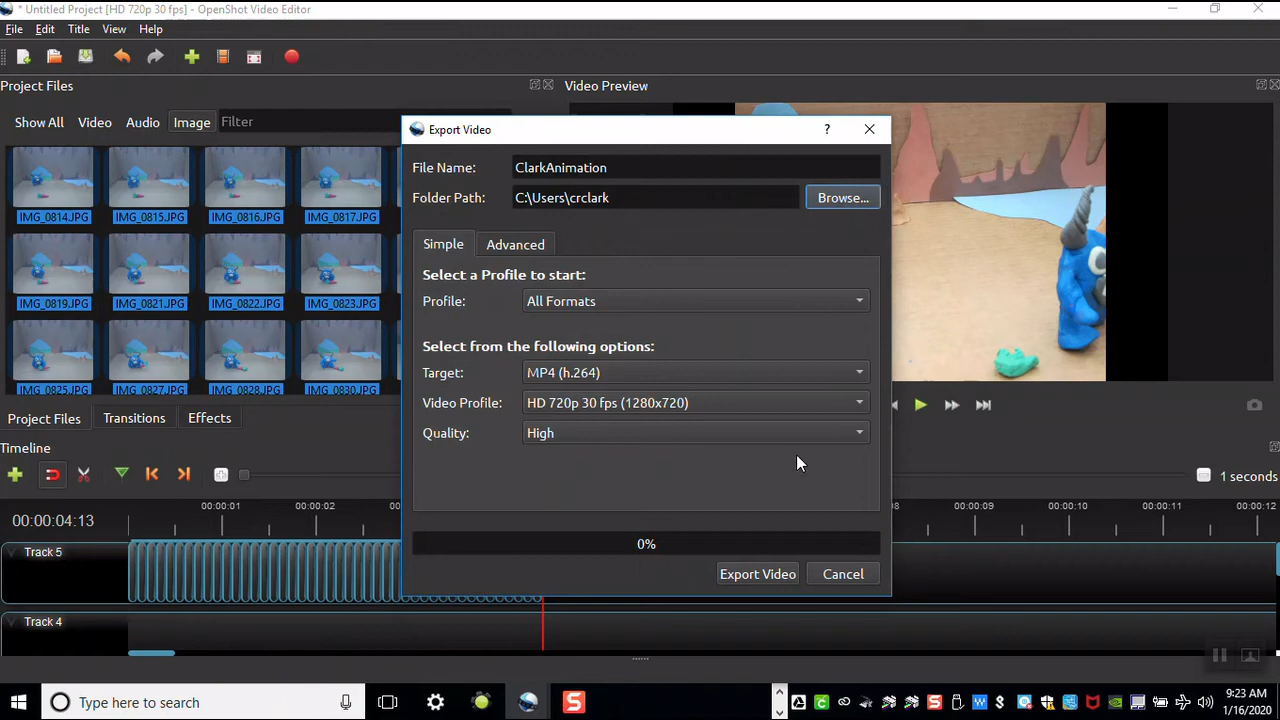 * Untitled Project [HD 720p 30 fps] - OpenShot Video Editor
File Edit Title View Help
Project Files
Video Preview
Show All Video Audio Image Filter
IMG_0814.JPG IMG_0815.JPG IMG_0816.JPG IMG_0817.JPG
IMG_0819.JPG IMG_0821.JPG IMG_0822.JPG IMG_0823.JPG
IMG_0825.JPG IMG_0827.JPG IMG_0828.JPG IMG_0830.JPG
Export Video
?
File Name: ClarkAnimation
Folder Path: C:\Users\crclark Browse...
Simple Advanced
Select a Profile to start:
Profile: All Formats
Select from the following options:
Target: MP4 (h.264)
Video Profile: HD 720p 30 fps (1280x720)
Quality: High
0%
Export Video Cancel
Project Files Transitions Effects
Timeline
1 seconds
00:00:04:13
00:00:01 00:00:02 00:00:09 00:00:10 00:00:11 00:00:12
Track 5
Track 4
Type here to search
9:23 AM
1/16/2020